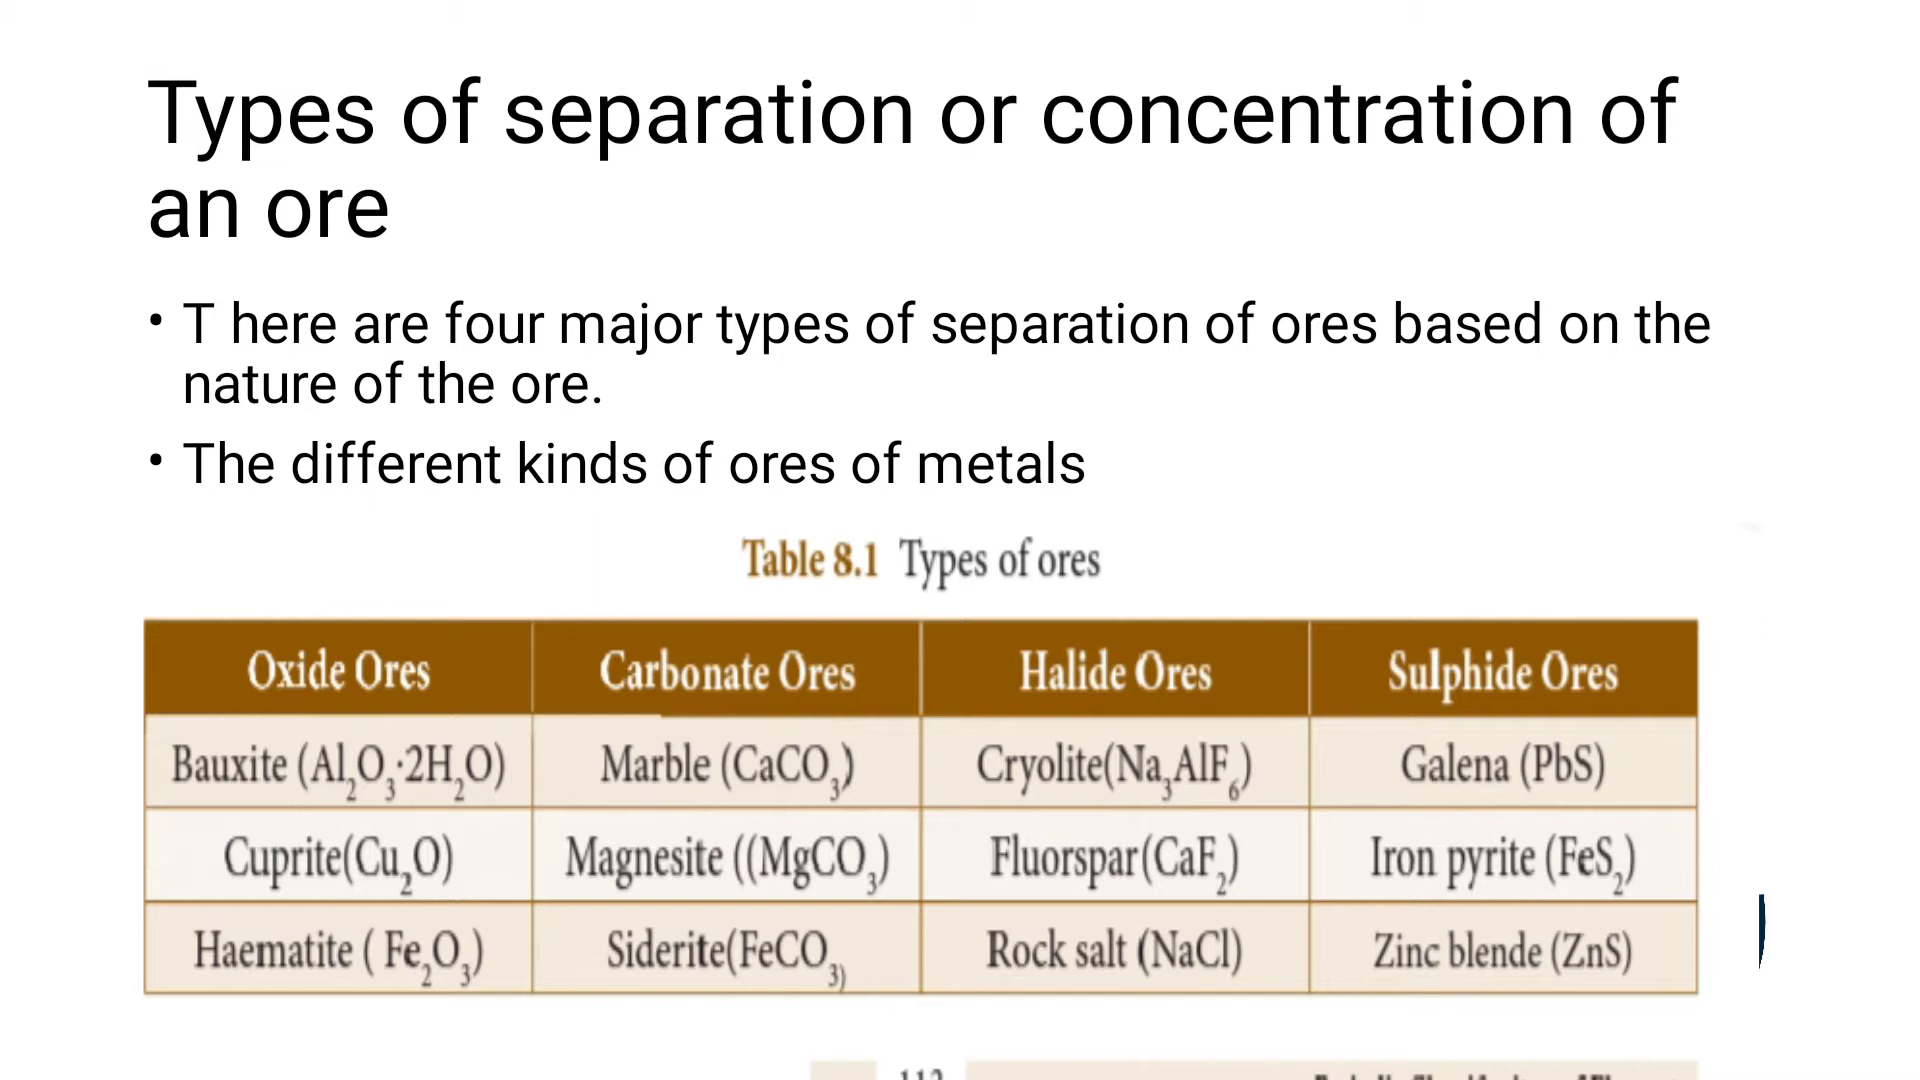 Types of separation or concentration of
an ore
• T here are four major types of separation of ores based on the
nature of the ore.
• The different kinds of ores of metals
Table 8.1 Types of ores
Oxide Ores Carbonate Ores Halide Ores Sulphide Ores
Bauxite (Al₂O₃·2H₂O) Marble (CaCO₃) Cryolite(Na₃AlF₆) Galena (PbS)
Cuprite(Cu₂O) Magnesite ((MgCO₃) Fluorspar(CaF₂) Iron pyrite (FeS₂)
Haematite ( Fe₂O₃) Siderite(FeCO₃₎ Rock salt (NaCl) Zinc blende (ZnS)